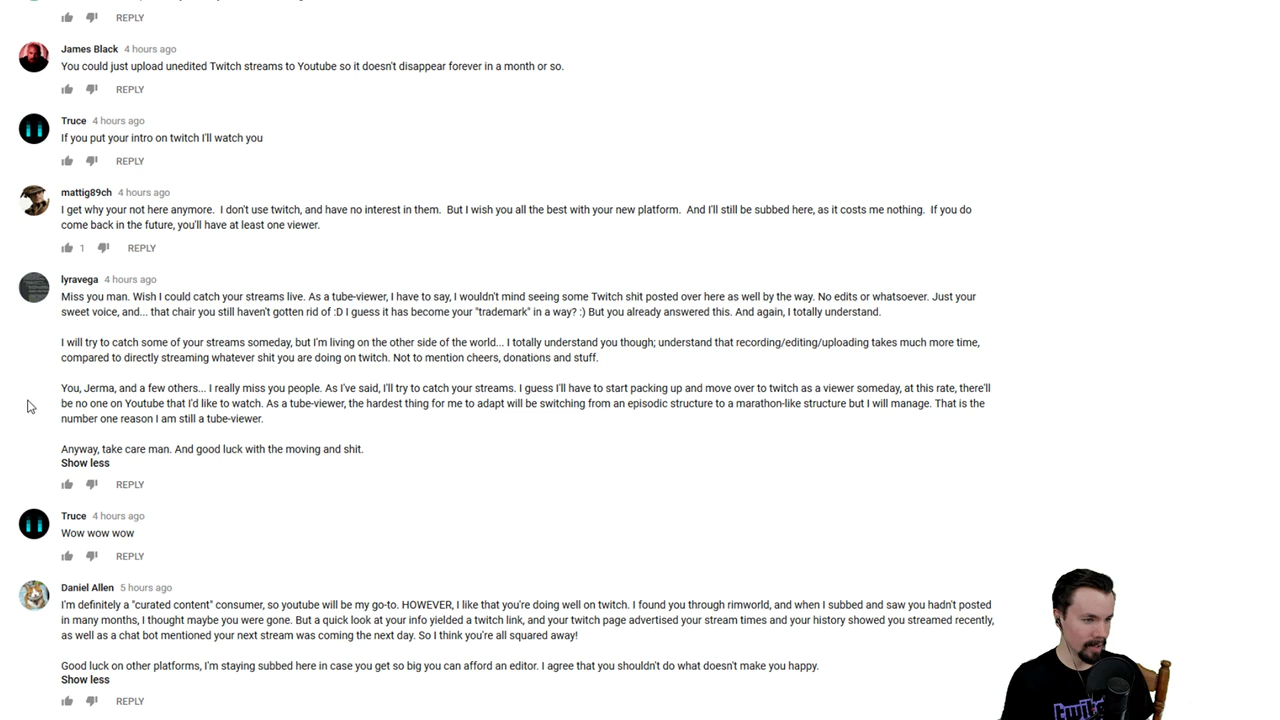 REPLY
James Black 4 hours ago
You could just upload unedited Twitch streams to Youtube so it doesn't disappear forever in a month or so.
REPLY
Truce 4 hours ago
If you put your intro on twitch I'll watch you
REPLY
mattig89ch 4 hours ago
I get why your not here anymore. I don't use twitch, and have no interest in them. But I wish you all the best with your new platform. And I'll still be subbed here, as it costs me nothing. If you do
come back in the future, you'll have at least one viewer.
1 REPLY
lyravega 4 hours ago
Miss you man. Wish I could catch your streams live. As a tube-viewer, I have to say, I wouldn't mind seeing some Twitch shit posted over here as well by the way. No edits or whatsoever. Just your
sweet voice, and... that chair you still haven't gotten rid of :D I guess it has become your "trademark" in a way? :) But you already answered this. And again, I totally understand.
I will try to catch some of your streams someday, but I'm living on the other side of the world... I totally understand you though; understand that recording/editing/uploading takes much more time,
compared to directly streaming whatever shit you are doing on twitch. Not to mention cheers, donations and stuff.
You, Jerma, and a few others... I really miss you people. As I've said, I'll try to catch your streams. I guess I'll have to start packing up and move over to twitch as a viewer someday, at this rate, there'll
be no one on Youtube that I'd like to watch. As a tube-viewer, the hardest thing for me to adapt will be switching from an episodic structure to a marathon-like structure but I will manage. That is the
number one reason I am still a tube-viewer.
Anyway, take care man. And good luck with the moving and shit.
Show less
REPLY
Truce 4 hours ago
Wow wow wow
REPLY
Daniel Allen 5 hours ago
I'm definitely a "curated content" consumer, so youtube will be my go-to. HOWEVER, I like that you're doing well on twitch. I found you through rimworld, and when I subbed and saw you hadn't posted
in many months, I thought maybe you were gone. But a quick look at your info yielded a twitch link, and your twitch page advertised your stream times and your history showed you streamed recently,
as well as a chat bot mentioned your next stream was coming the next day. So I think you're all squared away!
Good luck on other platforms, I'm staying subbed here in case you get so big you can afford an editor. I agree that you shouldn't do what doesn't make you happy.
Show less
REPLY